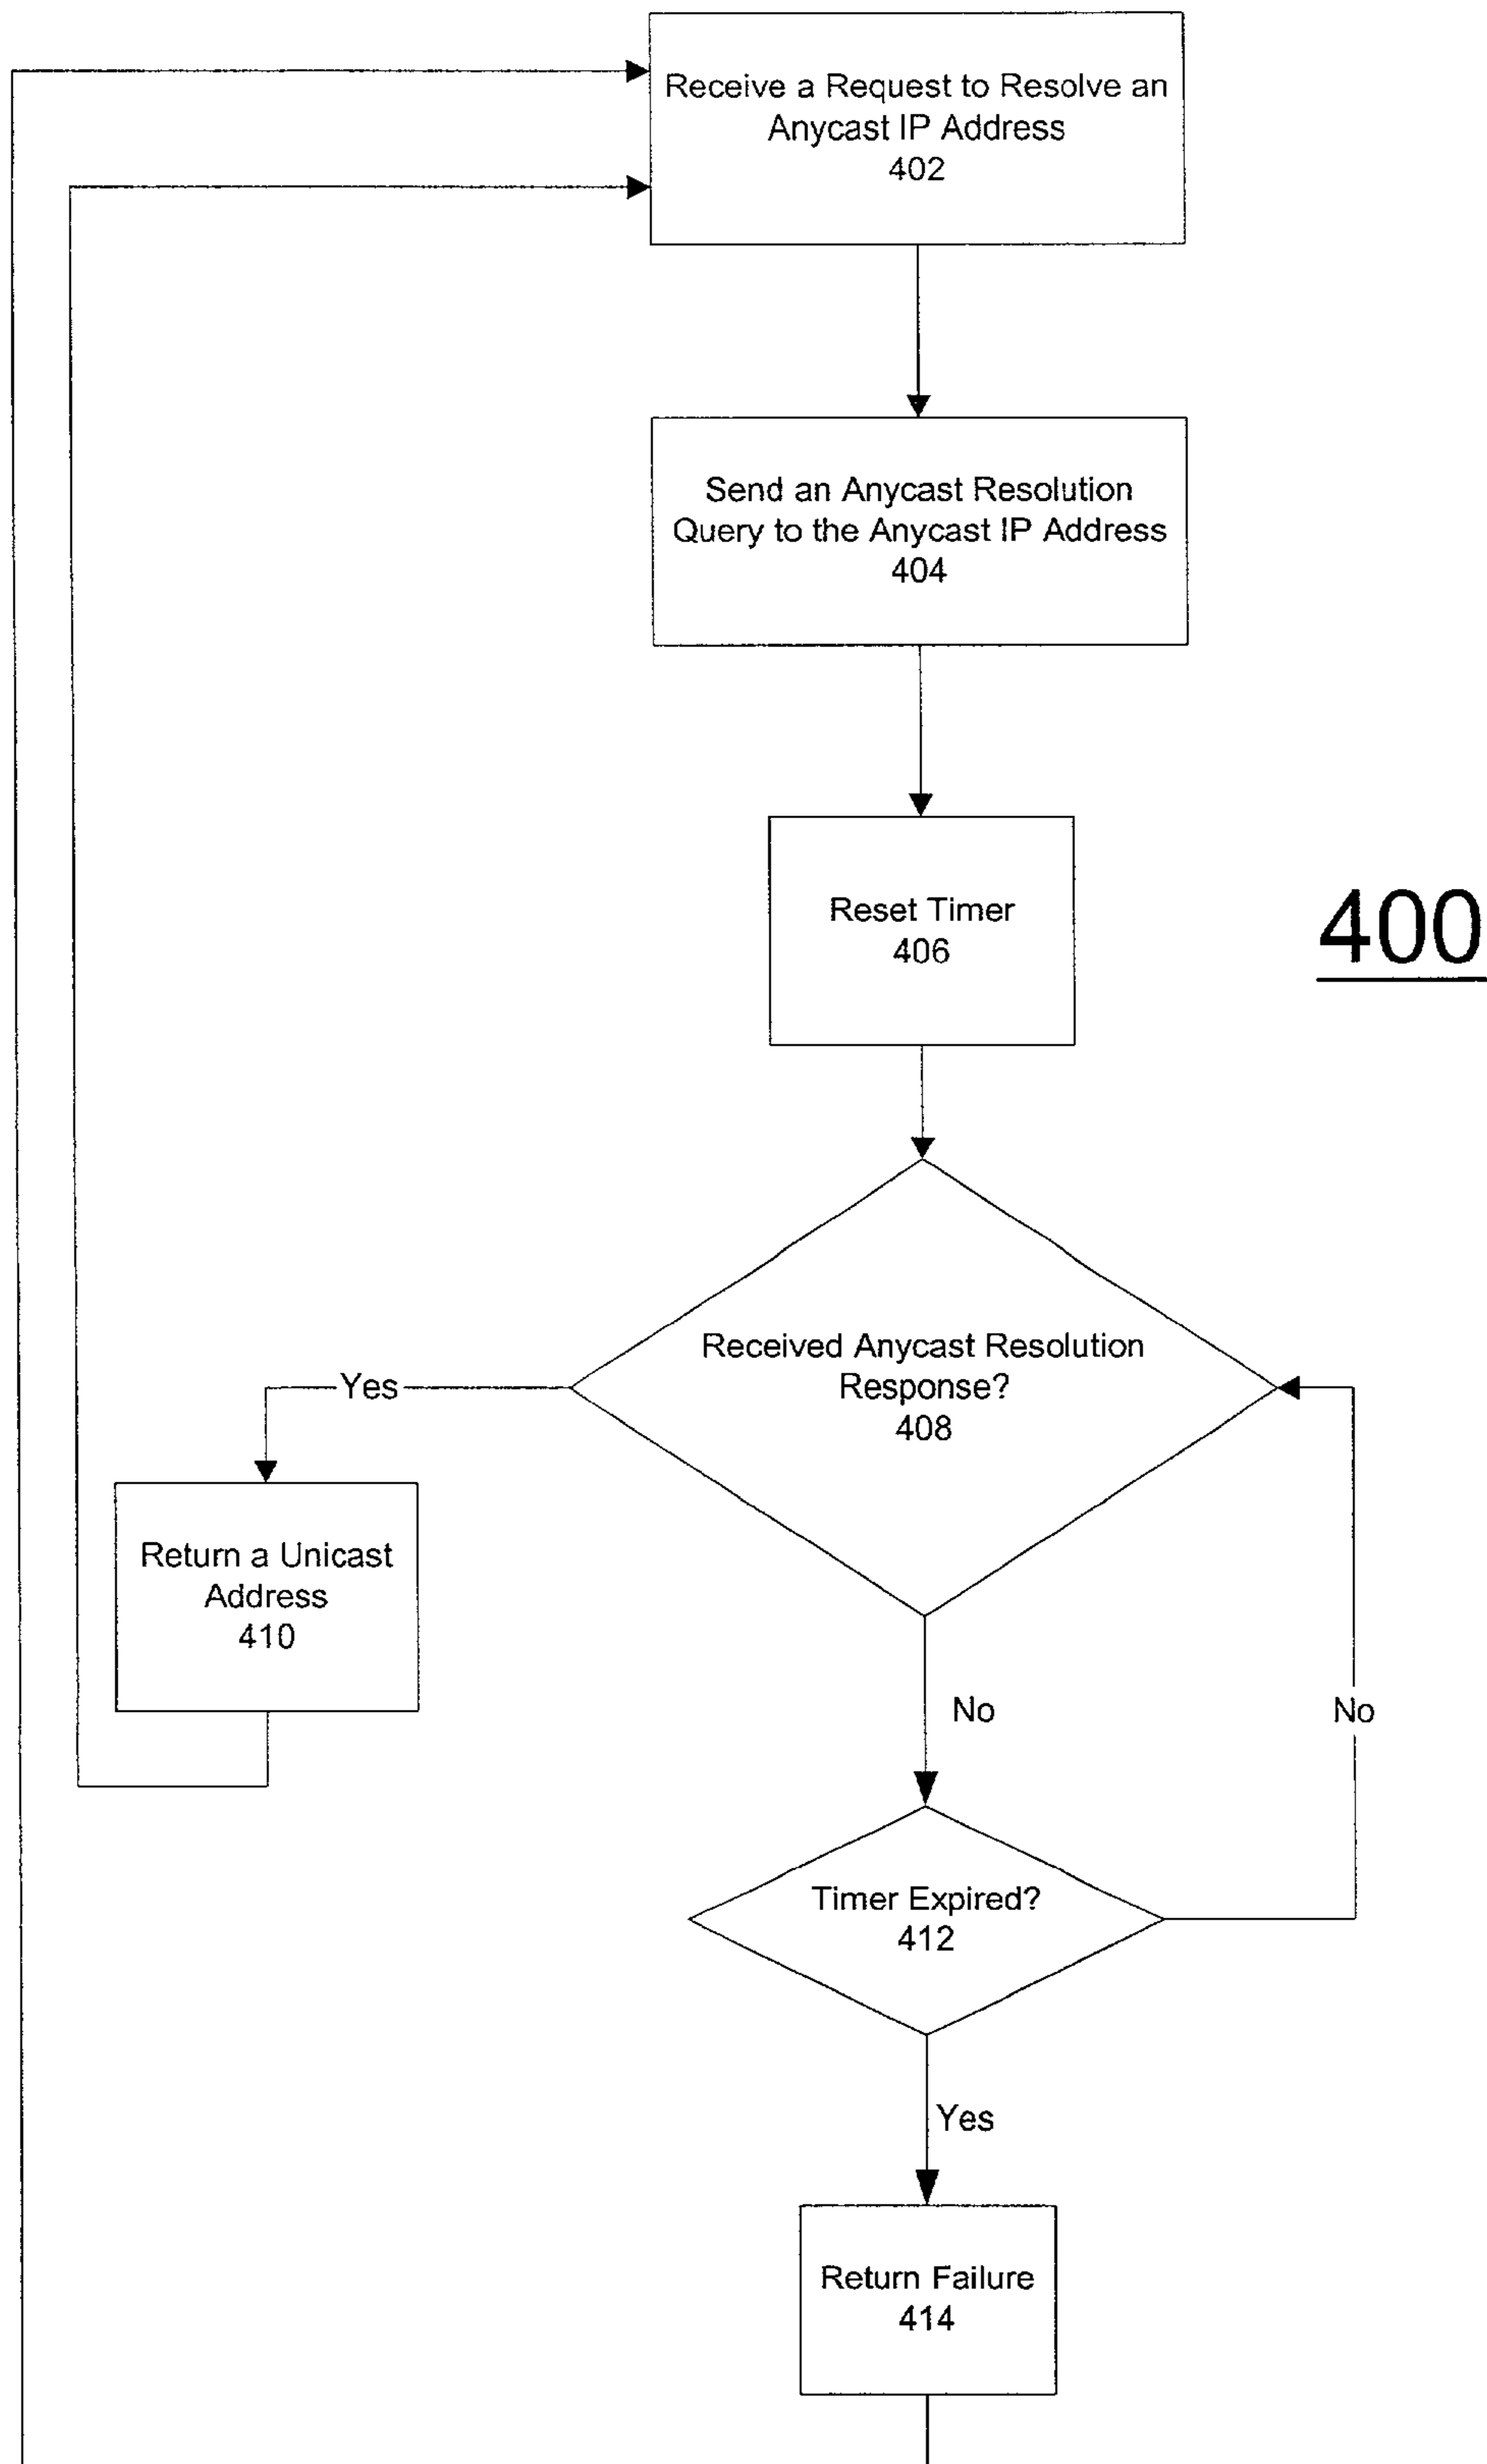 Receive a Request to Resolve an
Anycast IP Address
402
Send an Anycast Resolution
Query to the Anycast IP Address
404
Reset Timer
406
400
Received Anycast Resolution
Response?
408
Yes
Return a Unicast
Address
410
No
No
Timer Expired?
412
Yes
Return Failure
414